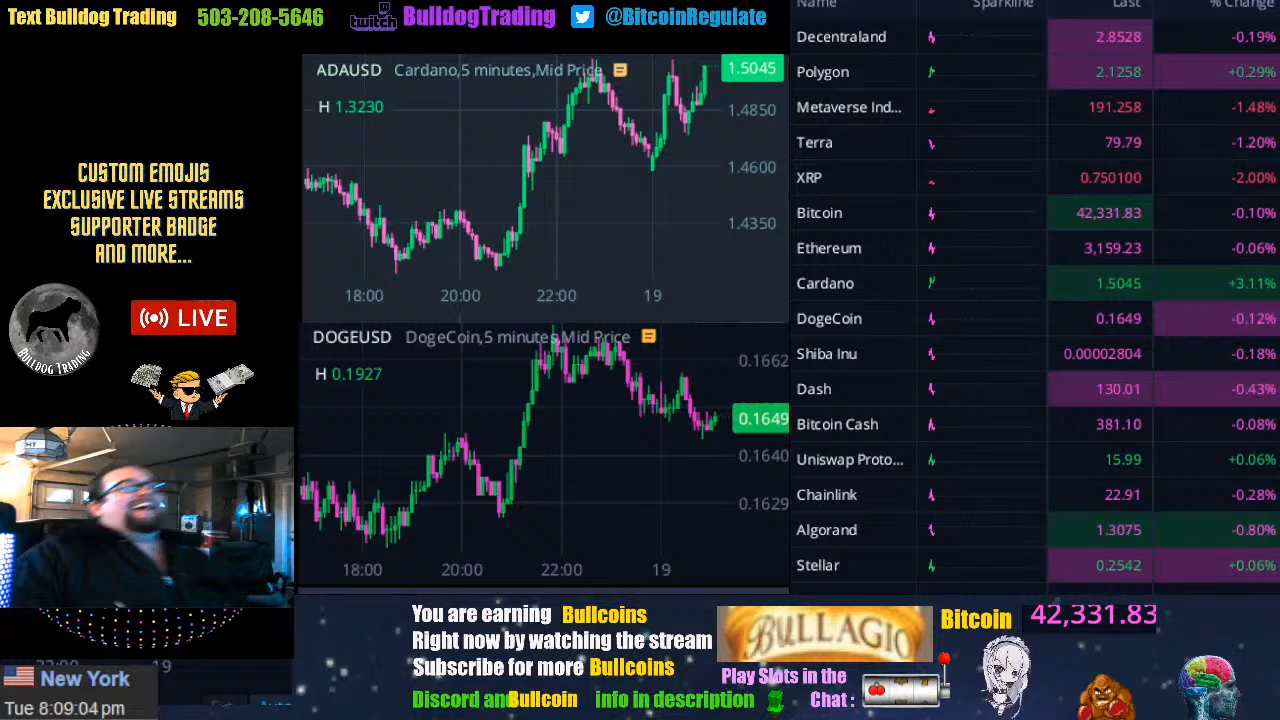 Text Bulldog Trading 503-208-5646 twitch BulldogTrading @BitcoinRegulate
CUSTOM EMOJIS
EXCLUSIVE LIVE STREAMS
SUPPORTER BADGE
AND MORE...
BULLDOG TRADING
LIVE
HT
New York
Tue 8:09:04 pm
ADAUSD Cardano,5 minutes,Mid Price
H 1.3230
1.5045
1.4850
1.4600
1.4350
18:00 20:00 22:00 19
DOGEUSD DogeCoin,5 minutes,Mid Price
H 0.1927
0.1662
0.1649
0.1640
0.1629
18:00 20:00 22:00 19
Name Sparkline Last % Change
Decentraland 2.8528 -0.19%
Polygon 2.1258 +0.29%
Metaverse Ind... 191.258 -1.48%
Terra 79.79 -1.20%
XRP 0.750100 -2.00%
Bitcoin 42,331.83 -0.10%
Ethereum 3,159.23 -0.06%
Cardano 1.5045 +3.11%
DogeCoin 0.1649 -0.12%
Shiba Inu 0.00002804 -0.18%
Dash 130.01 -0.43%
Bitcoin Cash 381.10 -0.08%
Uniswap Proto... 15.99 +0.06%
Chainlink 22.91 -0.28%
Algorand 1.3075 -0.80%
Stellar 0.2542 +0.06%
You are earning Bullcoins
Right now by watching the stream
Subscribe for more Bullcoins
Discord and Bullcoin info in description
BULLAGIO
Play Slots in the
Chat :
Bitcoin 42,331.83